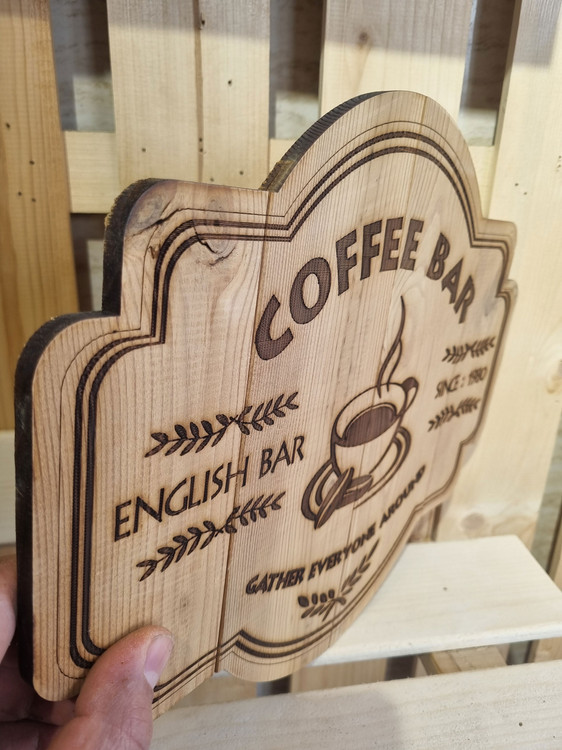 COFFEE BAR
ENGLISH BAR
SINCE : 1980
GATHER EVERYONE AROUND